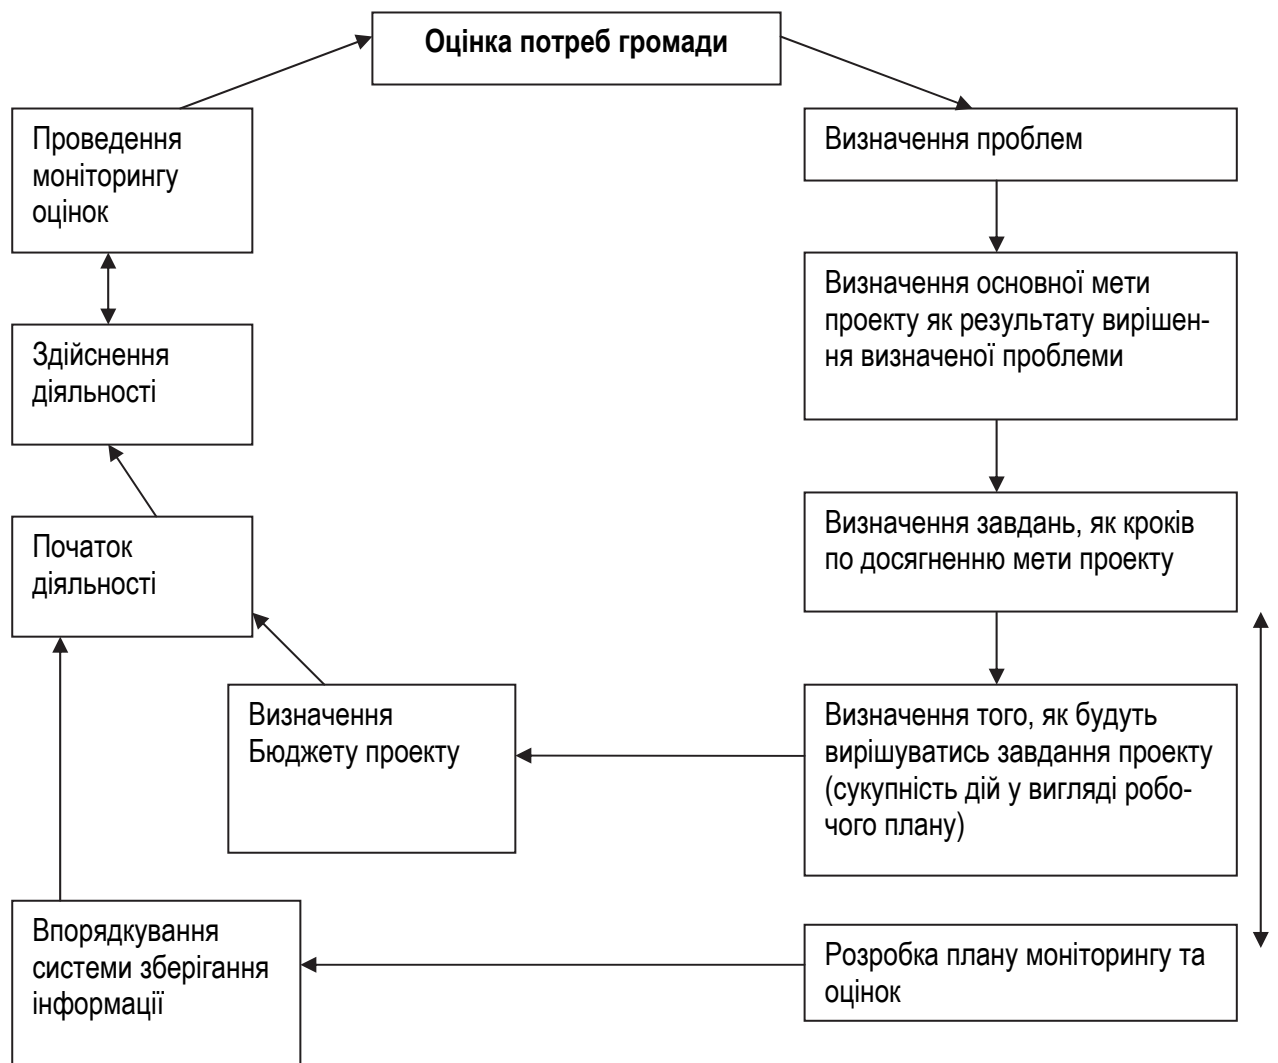 Оцінка потреб громади
Проведення
моніторингу
оцінок
Визначення проблем
Визначення основної мети
проекту як результату вирішен-
ня визначеної проблеми
Здійснення
діяльності
Визначення завдань, як кроків
по досягненню мети проекту
Початок
діяльності
Визначення
Бюджету проекту
Визначення того, як будуть
вирішуватись завдання проекту
(сукупність дій у вигляді робо-
чого плану)
Впорядкування
системи зберігання
інформації
Розробка плану моніторингу та
оцінок